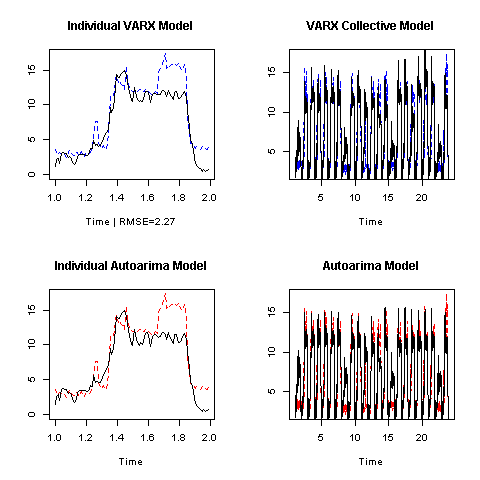 Individual VARX Model
VARX Collective Model
15
10
5
0
1.0 1.2 1.4 1.6 1.8 2.0
Time | RMSE=2.27
15
10
5
5 10 15 20
Time
Individual Autoarima Model
Autoarima Model
15
10
5
0
1.0 1.2 1.4 1.6 1.8 2.0
Time
15
10
5
5 10 15 20
Time